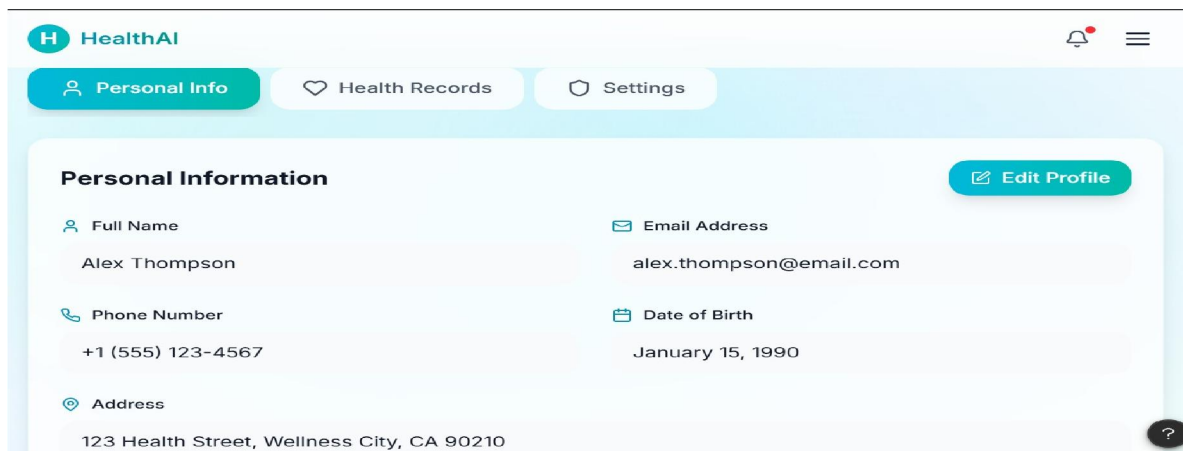 H HealthAI
Personal Info Health Records Settings
Personal Information Edit Profile
Full Name Email Address
Alex Thompson alex.thompson@email.com
Phone Number Date of Birth
+1 (555) 123-4567 January 15, 1990
Address
123 Health Street, Wellness City, CA 90210
?